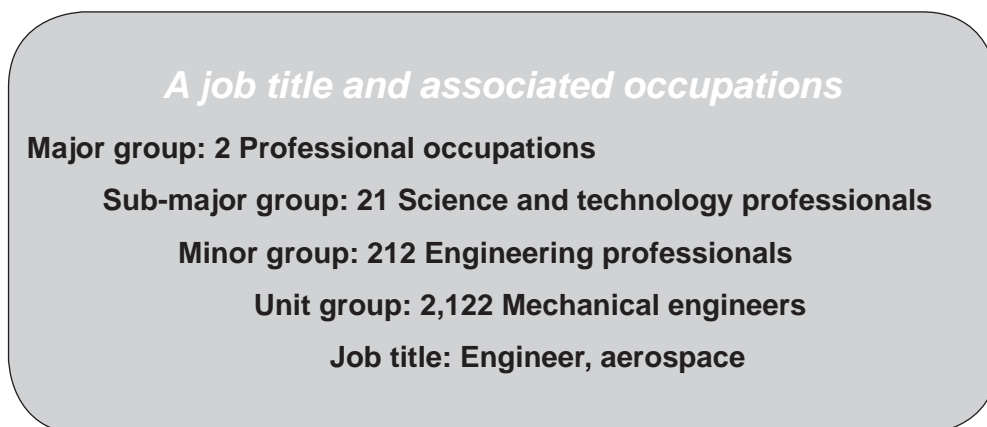 A job title and associated occupations
Major group: 2 Professional occupations
Sub-major group: 21 Science and technology professionals
Minor group: 212 Engineering professionals
Unit group: 2,122 Mechanical engineers
Job title: Engineer, aerospace